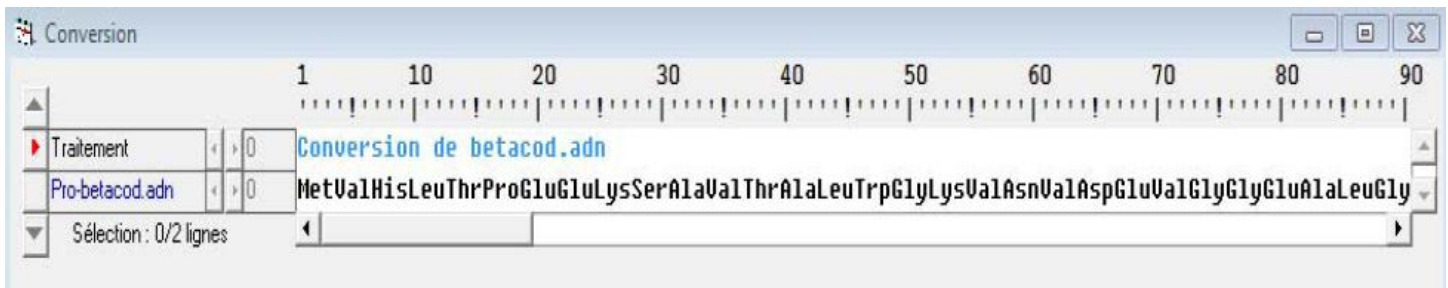 Conversion
1 10 20 30 40 50 60 70 80 90
Traitement 0 Conversion de betacod.adn
Pro-betacod.adn 0 MetValHisLeuThrProGluGluLysSerAlaValThrAlaLeuTrpGlyLysValAsnValAspGluValGlyGlyGluAlaLeuGly
Sélection : 0/2 lignes